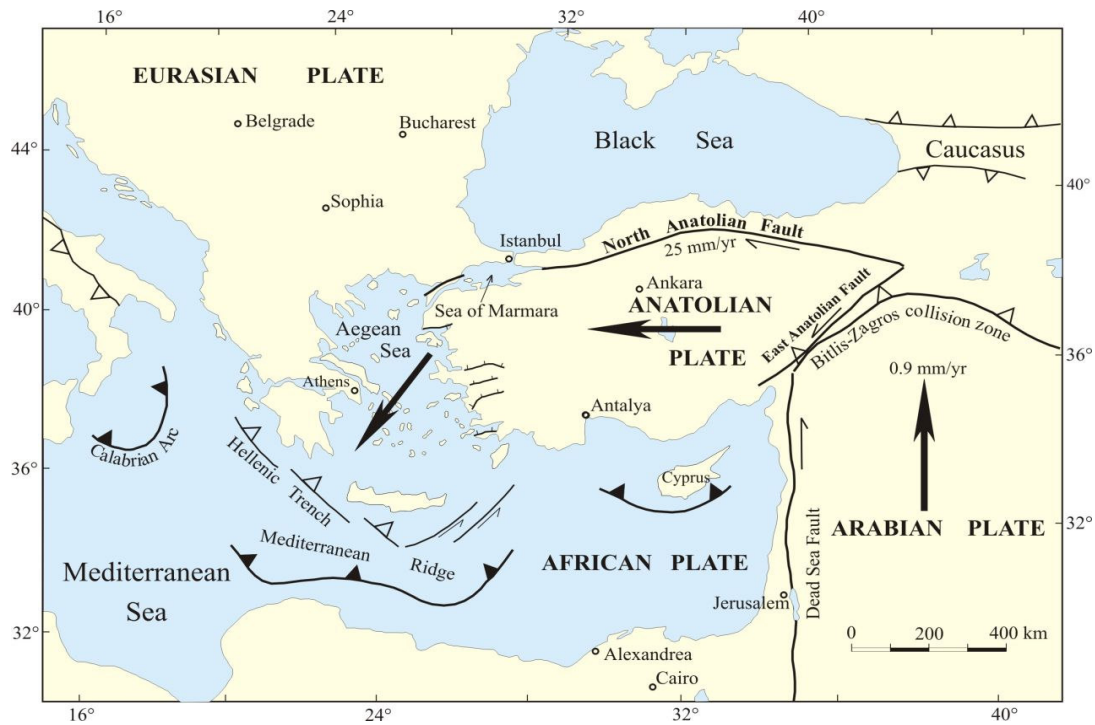 16°
24°
32°
40°
EURASIAN PLATE
Belgrade
Bucharest
Black Sea
Caucasus
44°
40°
Sophia
Istanbul
North Anatolian Fault
25 mm/yr
Ankara
ANATOLIAN
PLATE
East Anatolian Fault
Bitlis-Zagros collision zone
40°
Sea of Marmara
Aegean
Sea
36°
0.9 mm/yr
Athens
Antalya
Calabrian Arc
36°
Hellenic
Trench
Cyprus
32°
Mediterranean
Ridge
AFRICAN PLATE
ARABIAN PLATE
Mediterranean
Sea
Dead Sea Fault
Jerusalem
32°
0 200 400 km
Alexandrea
Cairo
16°
24°
32°
40°